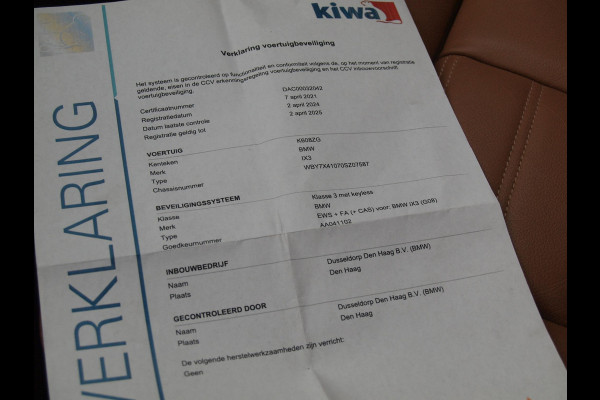 kiwa
Verklaring voertuigbeveiliging
Het systeem is gecontroleerd op functionaliteit en conformiteit volgens de, op het moment van registratie
geldende, eisen in de CCV erkenningsregeling voertuigbeveiliging en het CCV inbouwvoorschrift
voertuigbeveiliging.
Certificaatnummer DAC00033042
Registratiedatum 7 april 2021
Datum laatste controle 2 april 2024
Registratie geldig tot 2 april 2025
VOERTUIG
Kenteken K608ZG
Merk BMW
Type IX3
Chassisnummer
BEVEILIGINGSSYSTEEM
Klasse Klasse 3 met keyless
Merk BMW
Type EWS + FA (+ CAS) voor: BMW iX3 (G08)
Goedkeurnummer AA041102
INBOUWBEDRIJF
Naam Dusseldorp Den Haag B.V. (BMW)
Plaats Den Haag
GECONTROLEERD DOOR
Naam Dusseldorp Den Haag B.V. (BMW)
Plaats Den Haag
De volgende herstelwerkzaamheden zijn verricht:
Geen
VERKLARING